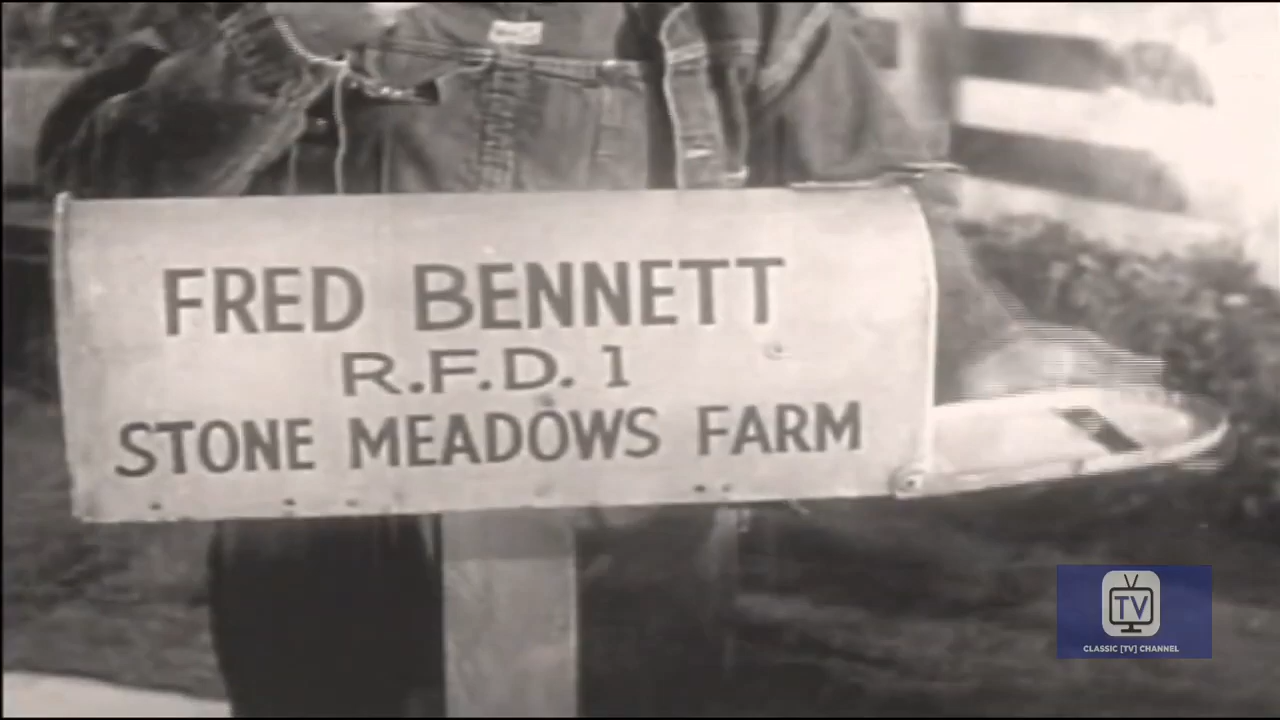 FRED BENNETT
R.F.D. 1
STONE MEADOWS FARM
TV
CLASSIC [TV] CHANNEL